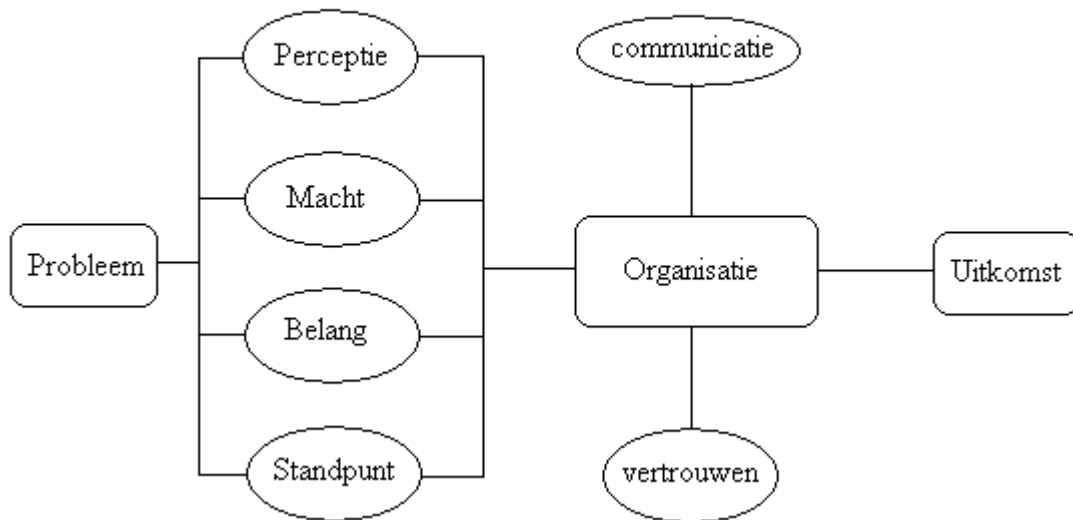 Probleem
Perceptie
Macht
Belang
Standpunt
communicatie
Organisatie
vertrouwen
Uitkomst